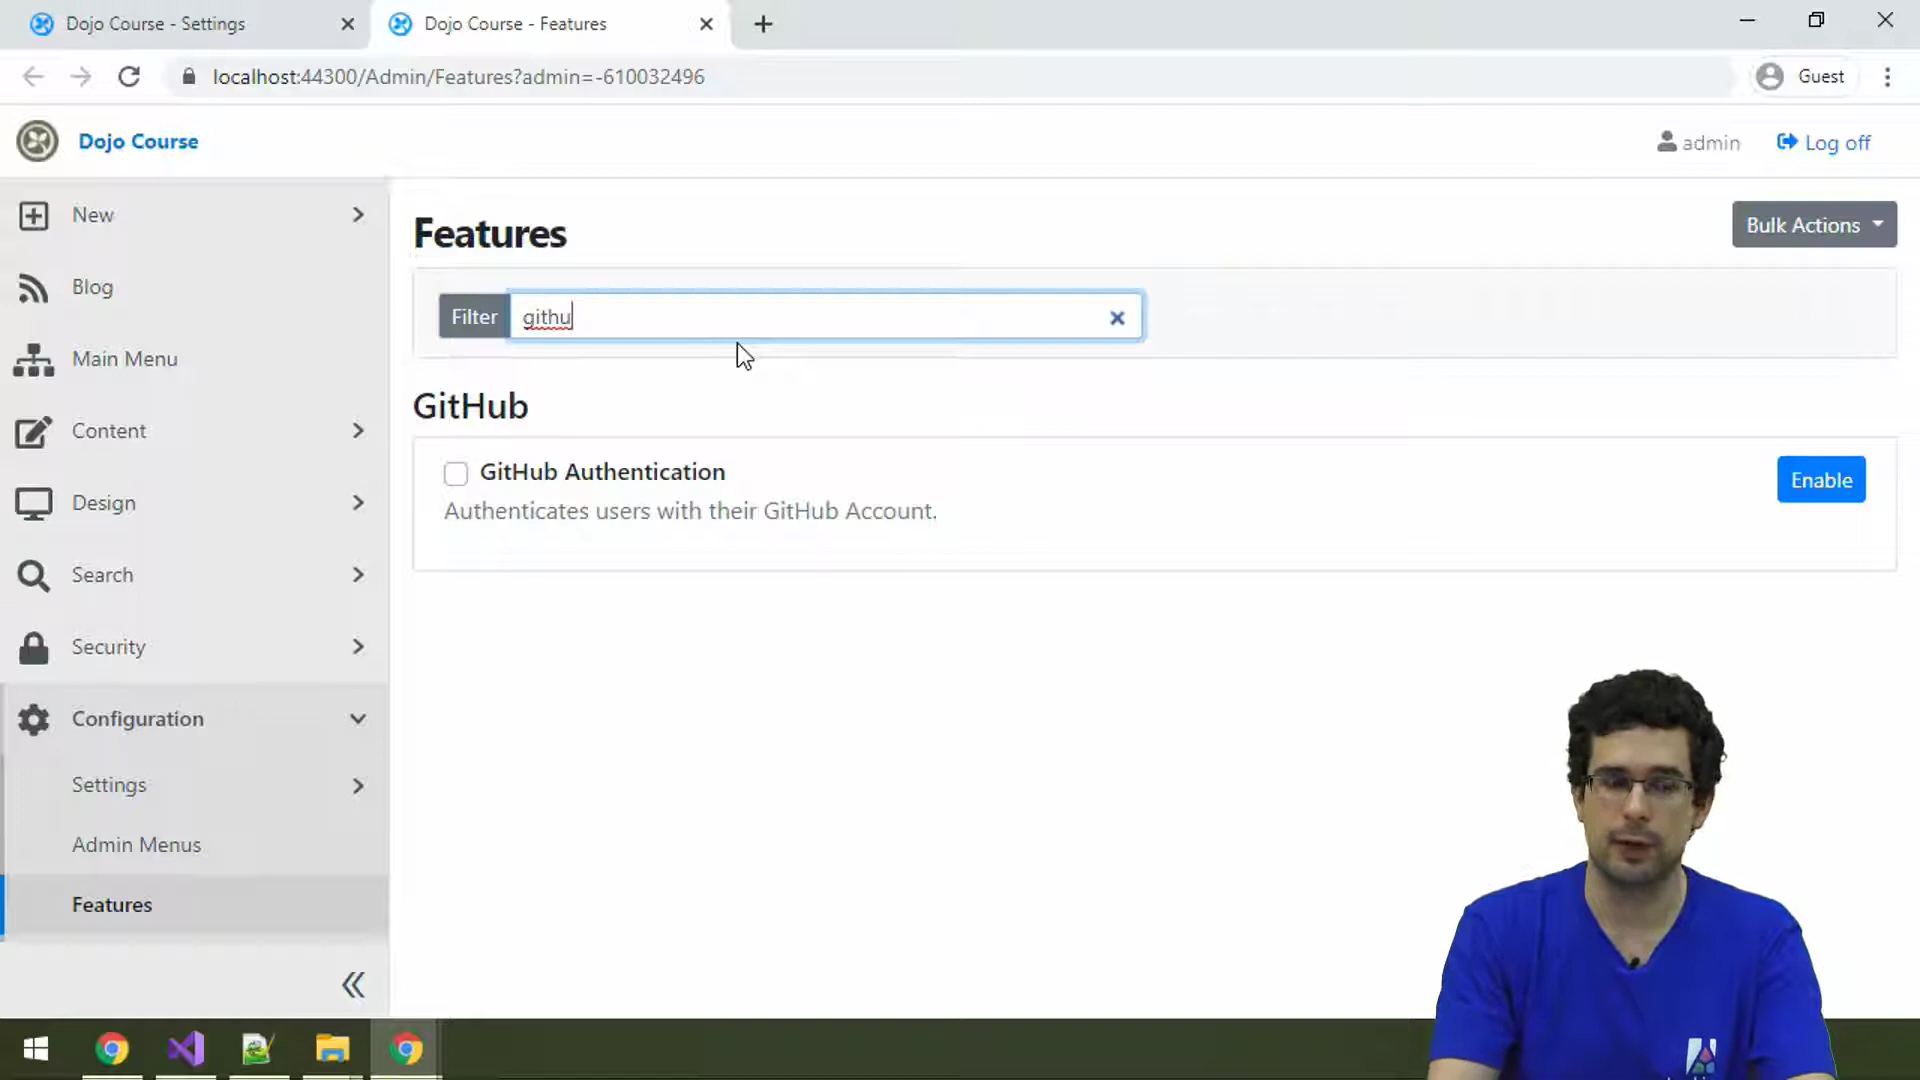 Dojo Course - Settings
Dojo Course - Features
localhost:44300/Admin/Features?admin=-610032496
Guest
Dojo Course
admin
Log off
New
Blog
Main Menu
Content
Design
Search
Security
Configuration
Settings
Admin Menus
Features
Features
Bulk Actions
Filter
githu
GitHub
GitHub Authentication
Authenticates users with their GitHub Account.
Enable